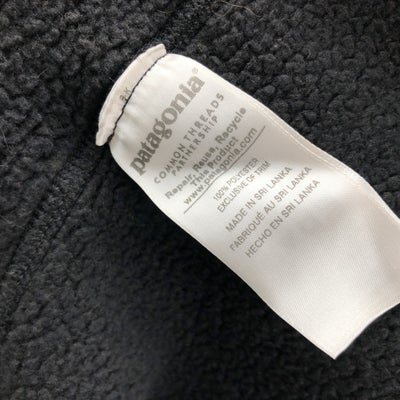 patagonia®
COMMON THREADS
PARTNERSHIP
Repair, Reuse, Recycle
This Product
www.patagonia.com
100% POLYESTER
EXCLUSIVE OF TRIM
MADE IN SRI LANKA
FABRIQUÉ AU SRI LANKA
HECHO EN SRI LANKA